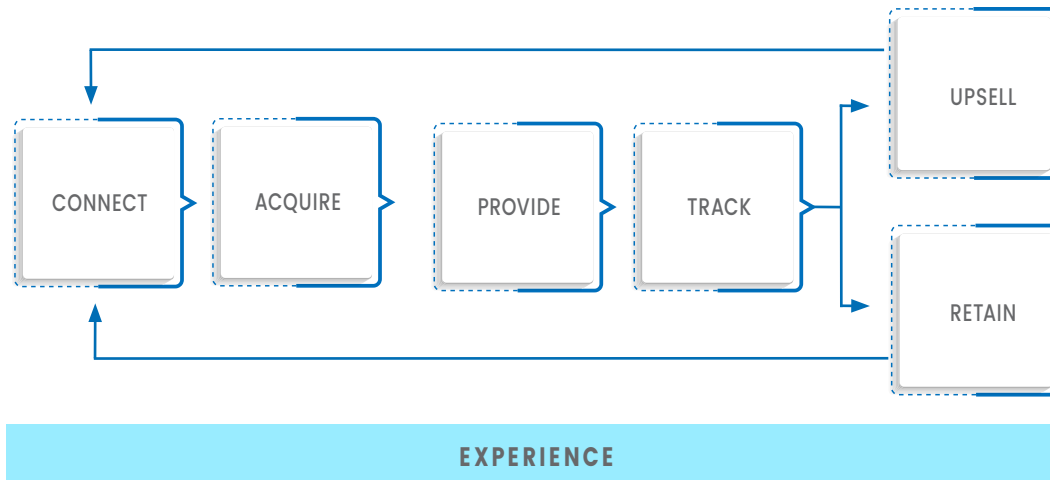 CONNECT
ACQUIRE
PROVIDE
TRACK
UPSELL
RETAIN
EXPERIENCE